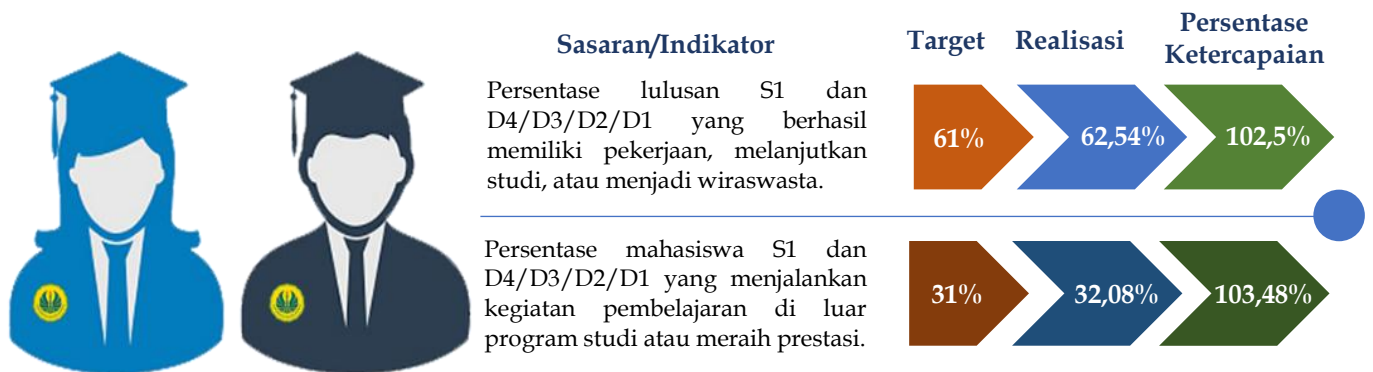 Sasaran/Indikator
Target
Realisasi
Persentase
Ketercapaian
Persentase lulusan S1 dan
D4/D3/D2/D1 yang berhasil
memiliki pekerjaan, melanjutkan
studi, atau menjadi wiraswasta.
61%
62,54%
102,5%
Persentase mahasiswa S1 dan
D4/D3/D2/D1 yang menjalankan
kegiatan pembelajaran di luar
program studi atau meraih prestasi.
31%
32,08%
103,48%